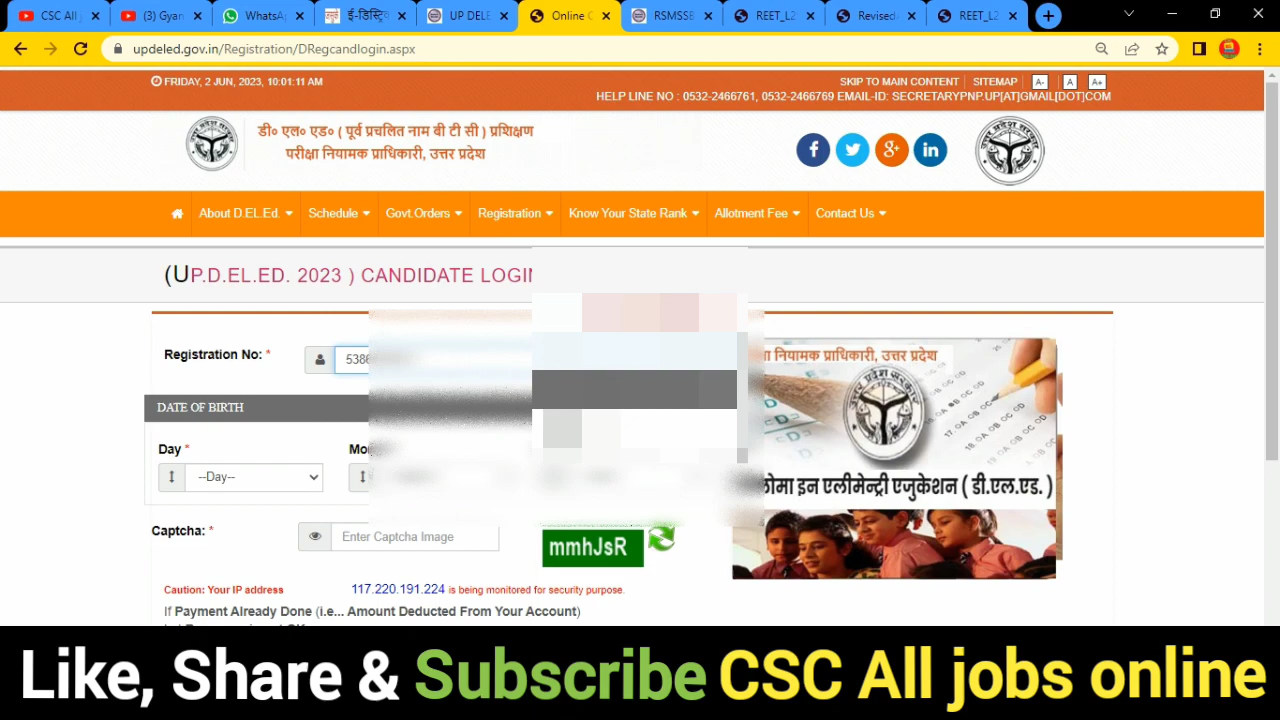 CSC All j
(3) Gyan
WhatsA
ई-डिस्ट्रि
UP DELE
Online C
RSMSSB
REET_L2
Revised
REET_L2
updeled.gov.in/Registration/DRegcandlogin.aspx
FRIDAY, 2 JUN, 2023, 10:01:11 AM
SKIP TO MAIN CONTENT SITEMAP A- A A+
HELP LINE NO : 0532-2466761, 0532-2466769 EMAIL-ID: SECRETARYPNP.UP[AT]GMAIL[DOT]COM
डी० एल० एड० ( पूर्व प्रचलित नाम बी टी सी ) प्रशिक्षण
परीक्षा नियामक प्राधिकारी, उत्तर प्रदेश
About D.EL.Ed. Schedule Govt.Orders Registration Know Your State Rank Allotment Fee Contact Us
(UP.D.EL.ED. 2023 ) CANDIDATE LOGIN
Registration No: *
5386
नियामक प्राधिकारी, उत्तर प्रदेश
DATE OF BIRTH
Day *
--Day--
लोमा इन एलीमेन्ट्री एजुकेशन ( डी.एल.एड. )
Captcha: *
Enter Captcha Image
mmhJsR
Caution: Your IP address 117.220.191.224 is being monitored for security purpose.
If Payment Already Done (i.e... Amount Deducted From Your Account)
Like, Share & Subscribe CSC All jobs online